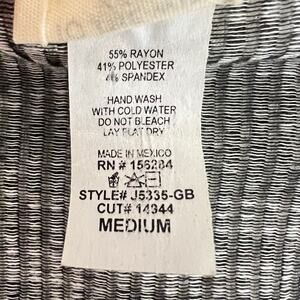 55% RAYON
41% POLYESTER
4% SPANDEX
HAND WASH
WITH COLD WATER
DO NOT BLEACH
LAY FLAT DRY
MADE IN MEXICO
RN # 156284
STYLE# J5335-GB
CUT# 14344
MEDIUM